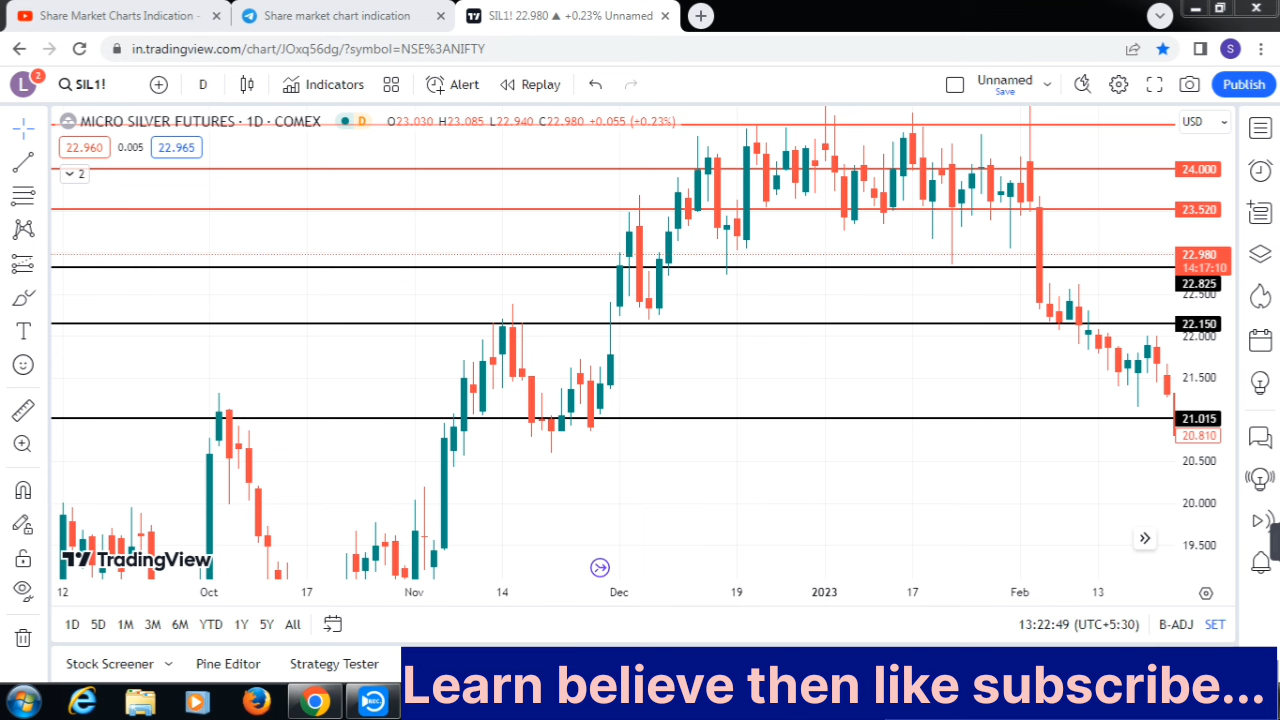 Share Market Charts Indication -
Share market chart indication
SIL1! 22.980 ▲ +0.23% Unnamed
in.tradingview.com/chart/JOxq56dg/?symbol=NSE%3ANIFTY
S
L 2
SIL1!
D
Indicators
Alert
Replay
Unnamed
Save
Publish
MICRO SILVER FUTURES · 1D · COMEX
D
O23.030 H23.085 L22.940 C22.980 +0.055 (+0.23%)
USD
22.960
0.005
22.965
2
24.000
23.520
22.980
14:17:10
22.825
22.500
22.150
22.000
21.500
21.015
20.810
20.500
20.000
19.500
TradingView
12 Oct 17 Nov 14 Dec 19 2023 17 Feb 13
1D 5D 1M 3M 6M YTD 1Y 5Y All
13:22:49 (UTC+5:30)
B-ADJ
SET
Stock Screener
Pine Editor
Strategy Tester
REC
Learn believe then like subscribe...